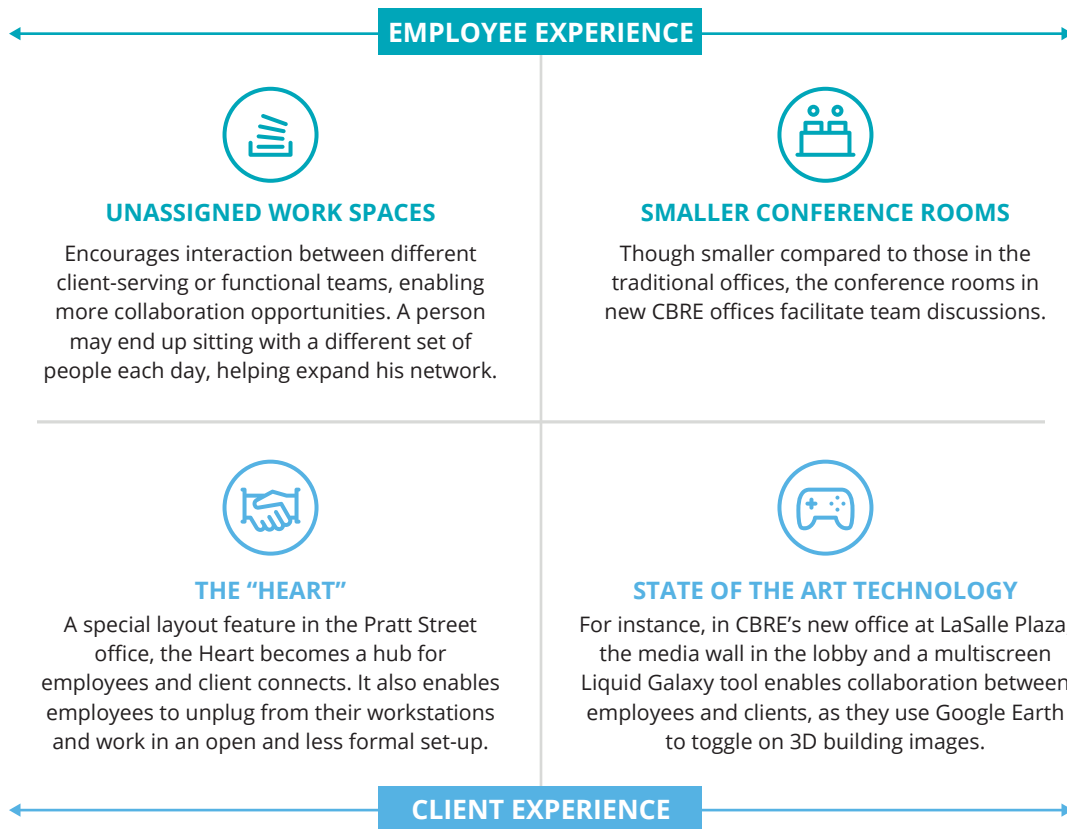 EMPLOYEE EXPERIENCE
UNASSIGNED WORK SPACES
Encourages interaction between different
client-serving or functional teams, enabling
more collaboration opportunities. A person
may end up sitting with a different set of
people each day, helping expand his network.
SMALLER CONFERENCE ROOMS
Though smaller compared to those in the
traditional offices, the conference rooms in
new CBRE offices facilitate team discussions.
THE “HEART”
A special layout feature in the Pratt Street
office, the Heart becomes a hub for
employees and client connects. It also enables
employees to unplug from their workstations
and work in an open and less formal set-up.
STATE OF THE ART TECHNOLOGY
For instance, in CBRE’s new office at LaSalle Plaza
the media wall in the lobby and a multiscreen
Liquid Galaxy tool enables collaboration between
employees and clients, as they use Google Earth
to toggle on 3D building images.
CLIENT EXPERIENCE